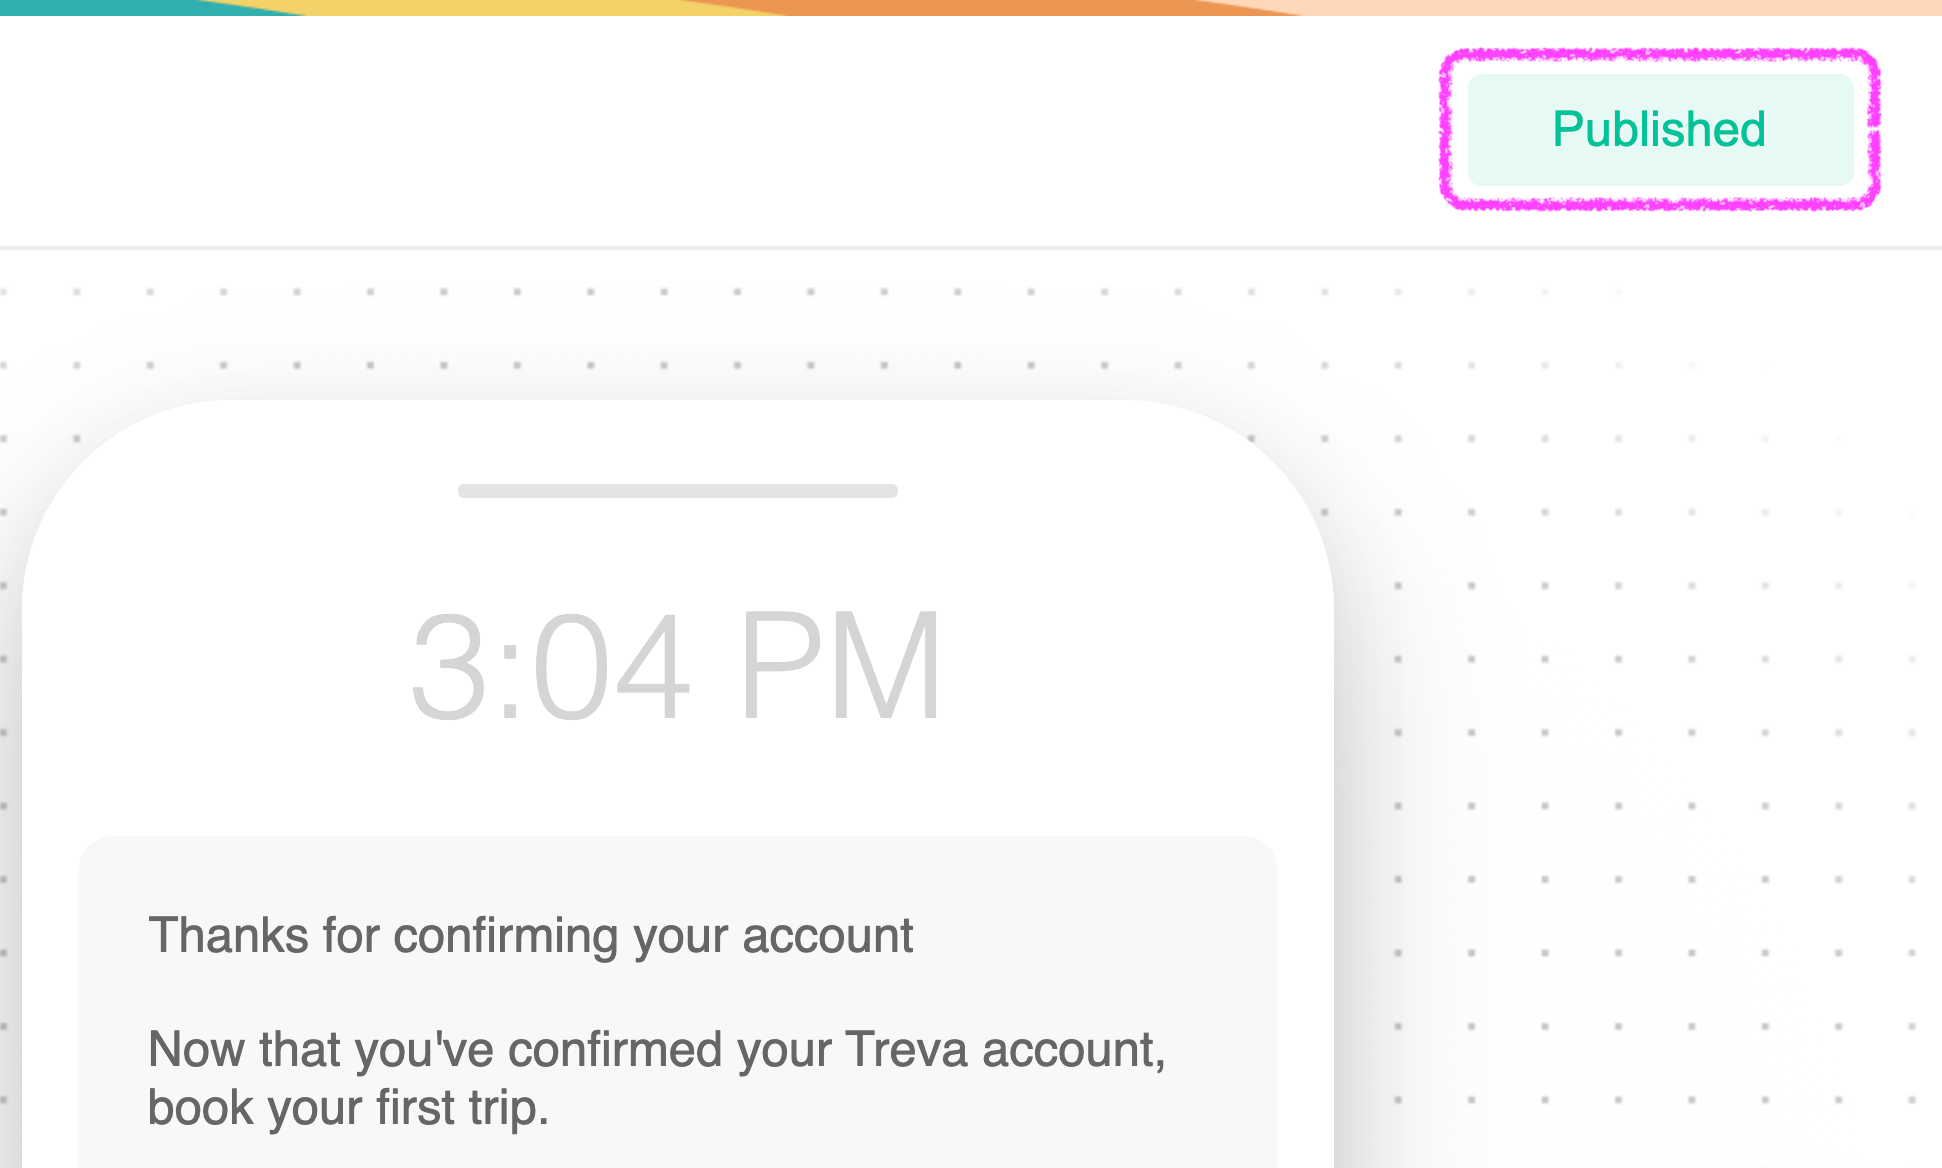 Published
3:04 PM
Thanks for confirming your account
Now that you've confirmed your Treva account,
book your first trip.